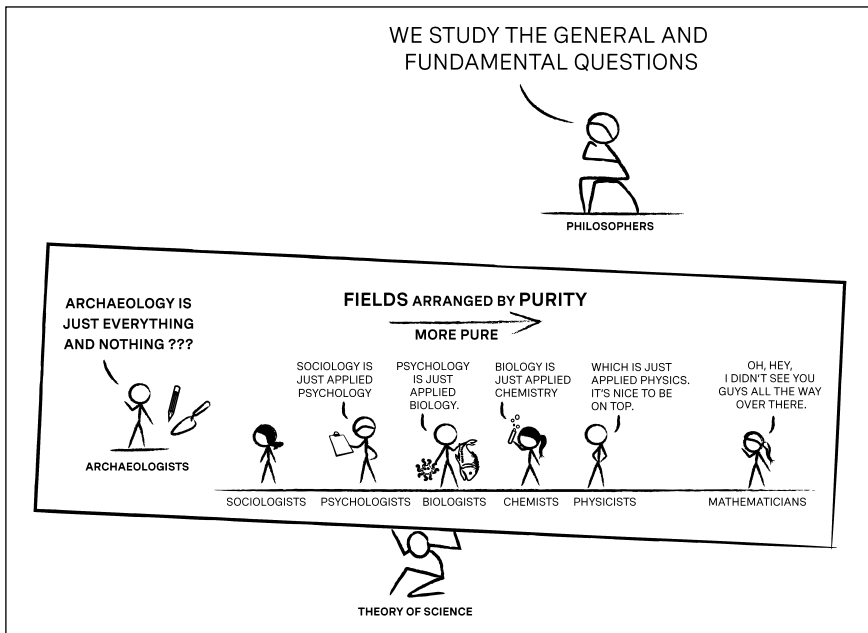 WE STUDY THE GENERAL AND
FUNDAMENTAL QUESTIONS
PHILOSOPHERS
ARCHAEOLOGY IS
JUST EVERYTHING
AND NOTHING ???
ARCHAEOLOGISTS
FIELDS ARRANGED BY PURITY
MORE PURE
SOCIOLOGY IS
JUST APPLIED
PSYCHOLOGY
PSYCHOLOGY
IS JUST
APPLIED
BIOLOGY.
BIOLOGY IS
JUST APPLIED
CHEMISTRY
WHICH IS JUST
APPLIED PHYSICS.
IT'S NICE TO BE
ON TOP.
OH, HEY,
I DIDN'T SEE YOU
GUYS ALL THE WAY
OVER THERE.
SOCIOLOGISTS
PSYCHOLOGISTS
BIOLOGISTS
CHEMISTS
PHYSICISTS
MATHEMATICIANS
THEORY OF SCIENCE